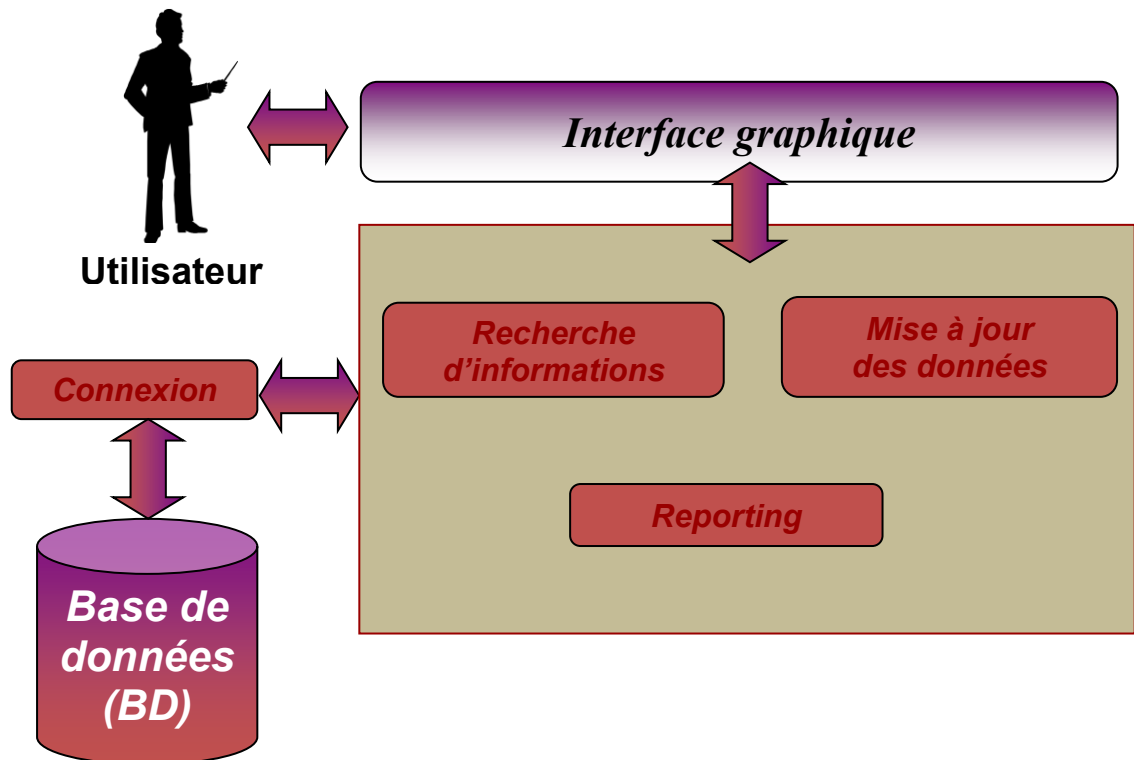 Interface graphique
Utilisateur
Recherche
d’informations
Mise à jour
des données
Connexion
Reporting
Base de
données
(BD)